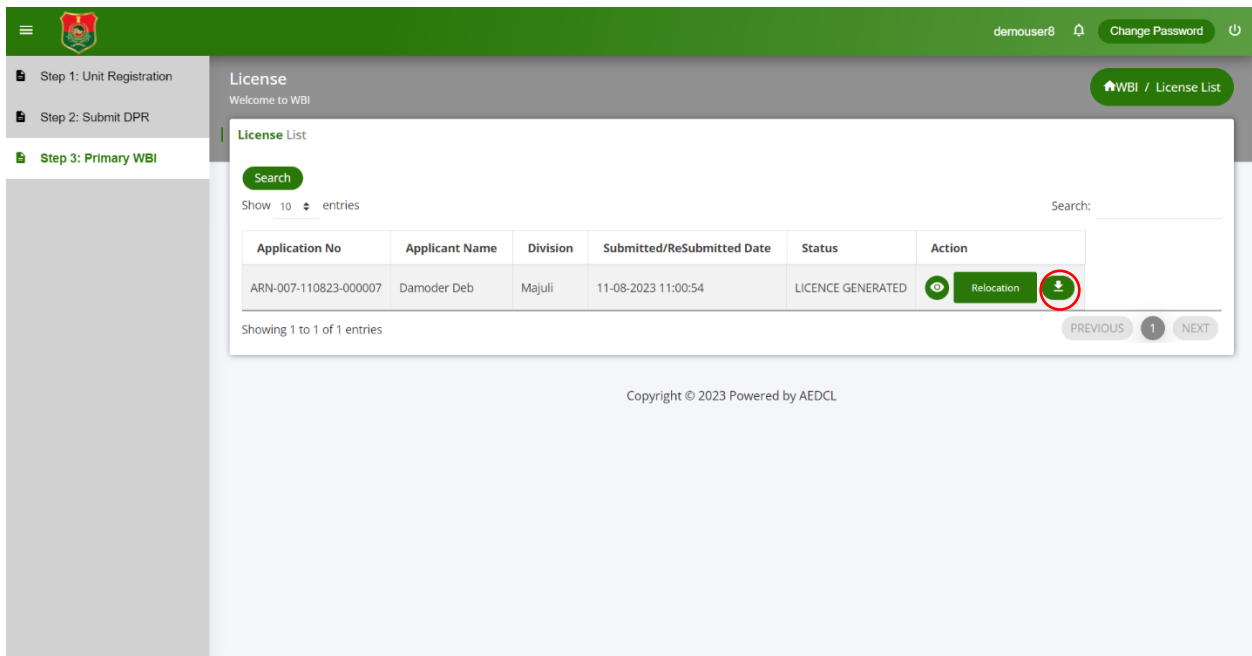 demouser8 Change Password
Step 1: Unit Registration
Step 2: Submit DPR
Step 3: Primary WBI
License
Welcome to WBI
WBI / License List
License List
Search
Show 10 entries
Search:
Application No Applicant Name Division Submitted/ReSubmitted Date Status Action
ARN-007-110823-000007 Damoder Deb Majuli 11-08-2023 11:00:54 LICENCE GENERATED Relocation
Showing 1 to 1 of 1 entries
PREVIOUS 1 NEXT
Copyright © 2023 Powered by AEDCL